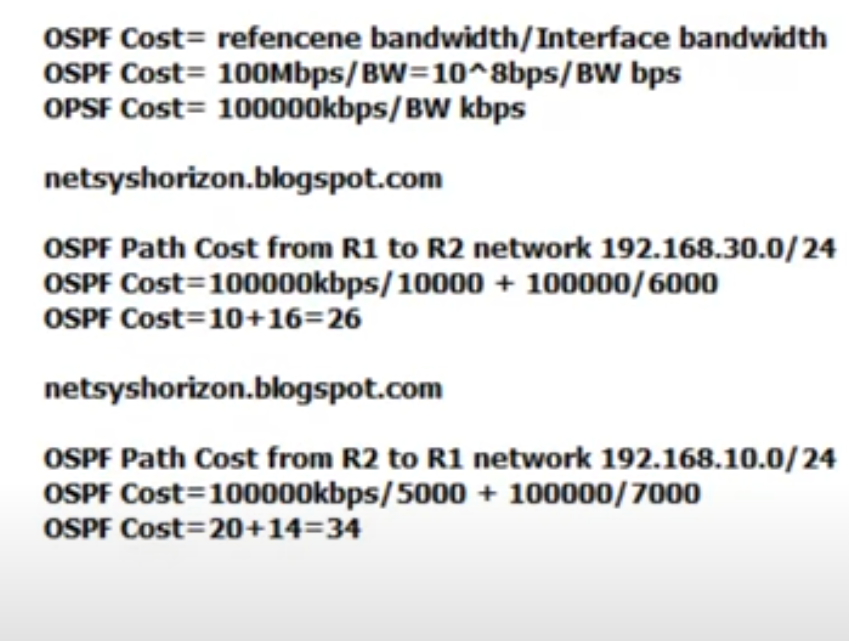 OSPF Cost= refencene bandwidth/Interface bandwidth
OSPF Cost= 100Mbps/BW=10^8bps/BW bps
OPSF Cost= 100000kbps/BW kbps
netsyshorizon.blogspot.com
OSPF Path Cost from R1 to R2 network 192.168.30.0/24
OSPF Cost=100000kbps/10000 + 100000/6000
OSPF Cost=10+16=26
netsyshorizon.blogspot.com
OSPF Path Cost from R2 to R1 network 192.168.10.0/24
OSPF Cost=100000kbps/5000 + 100000/7000
OSPF Cost=20+14=34